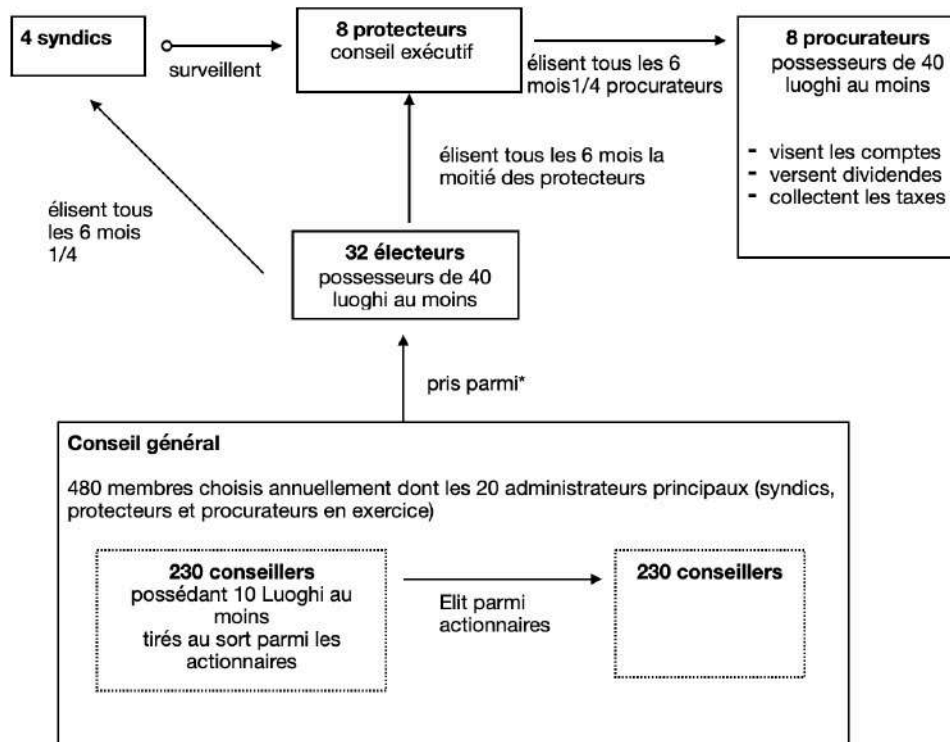 4 syndics
surveillent
8 protecteurs
conseil exécutif
élisent tous les 6
mois1/4 procurateurs
8 procurateurs
possesseurs de 40
luoghi au moins
- visent les comptes
- versent dividendes
- collectent les taxes
élisent tous les 6 mois la
moitié des protecteurs
élisent tous
les 6 mois
1/4
32 électeurs
possesseurs de 40
luoghi au moins
pris parmi*
Conseil général
480 membres choisis annuellement dont les 20 administrateurs principaux (syndics,
protecteurs et procurateurs en exercice)
230 conseillers
possédant 10 Luoghi au
moins
tirés au sort parmi les
actionnaires
Elit parmi
actionnaires
230 conseillers